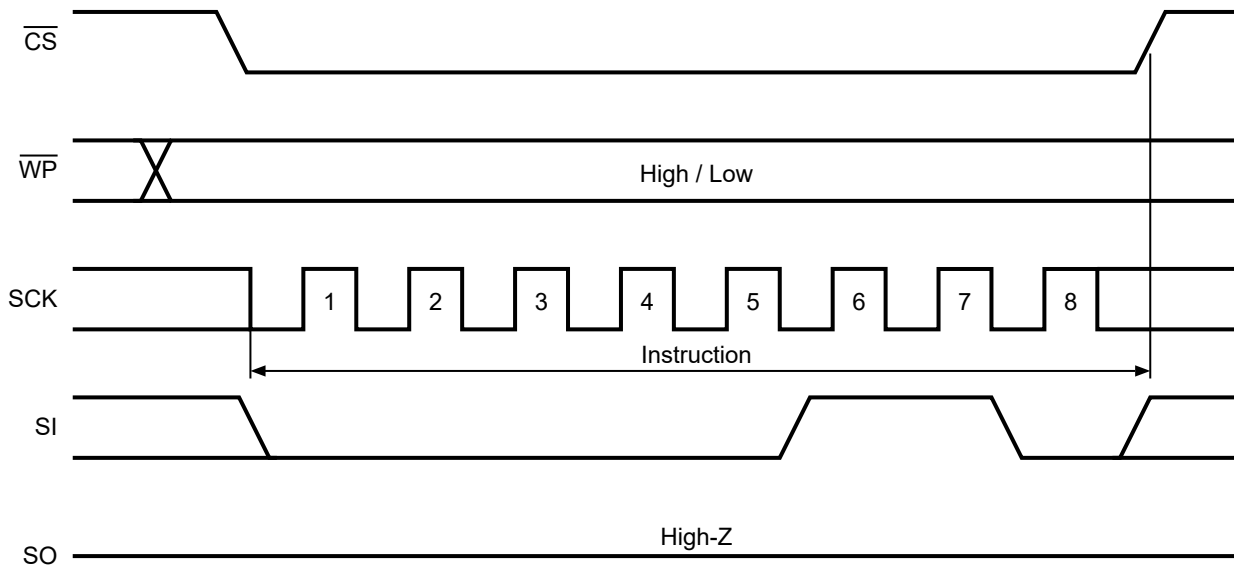 CS
WP
High / Low
SCK
1 2 3 4 5 6 7 8
Instruction
SI
High-Z
SO